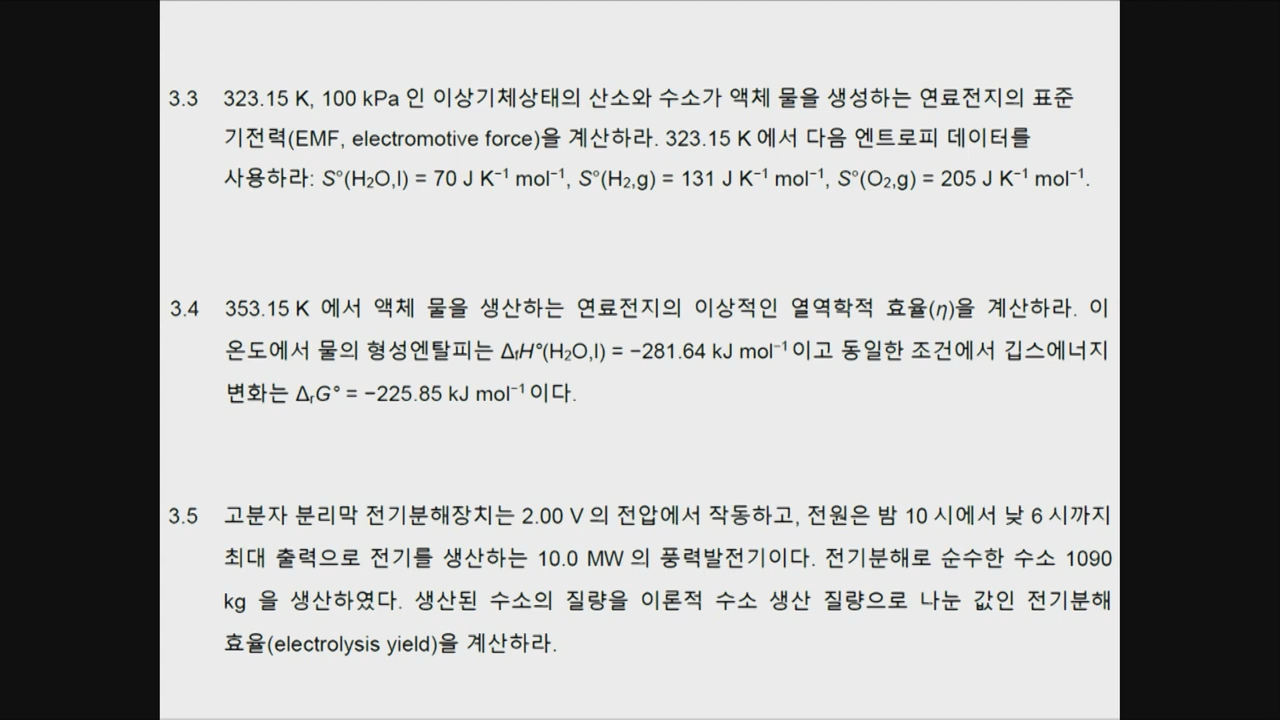 3.3 323.15 K, 100 kPa 인 이상기체상태의 산소와 수소가 액체 물을 생성하는 연료전지의 표준
기전력(EMF, electromotive force)을 계산하라. 323.15 K 에서 다음 엔트로피 데이터를
사용하라: S°(H₂O,l) = 70 J K⁻¹ mol⁻¹, S°(H₂,g) = 131 J K⁻¹ mol⁻¹, S°(O₂,g) = 205 J K⁻¹ mol⁻¹.
3.4 353.15 K 에서 액체 물을 생산하는 연료전지의 이상적인 열역학적 효율(η)을 계산하라. 이
온도에서 물의 형성엔탈피는 ΔfH°(H₂O,l) = −281.64 kJ mol⁻¹ 이고 동일한 조건에서 깁스에너지
변화는 ΔrG° = −225.85 kJ mol⁻¹ 이다.
3.5 고분자 분리막 전기분해장치는 2.00 V 의 전압에서 작동하고, 전원은 밤 10 시에서 낮 6 시까지
최대 출력으로 전기를 생산하는 10.0 MW 의 풍력발전기이다. 전기분해로 순수한 수소 1090
kg 을 생산하였다. 생산된 수소의 질량을 이론적 수소 생산 질량으로 나눈 값인 전기분해
효율(electrolysis yield)을 계산하라.